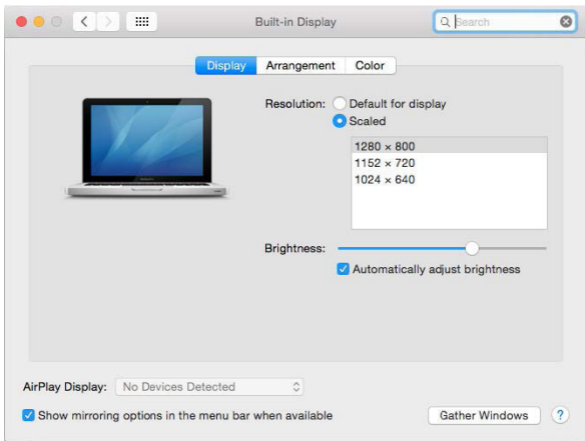 Built-in Display
Search
Display Arrangement Color
Resolution: Default for display
Scaled
1280 × 800
1152 × 720
1024 × 640
Brightness:
Automatically adjust brightness
AirPlay Display: No Devices Detected
Show mirroring options in the menu bar when available
Gather Windows ?